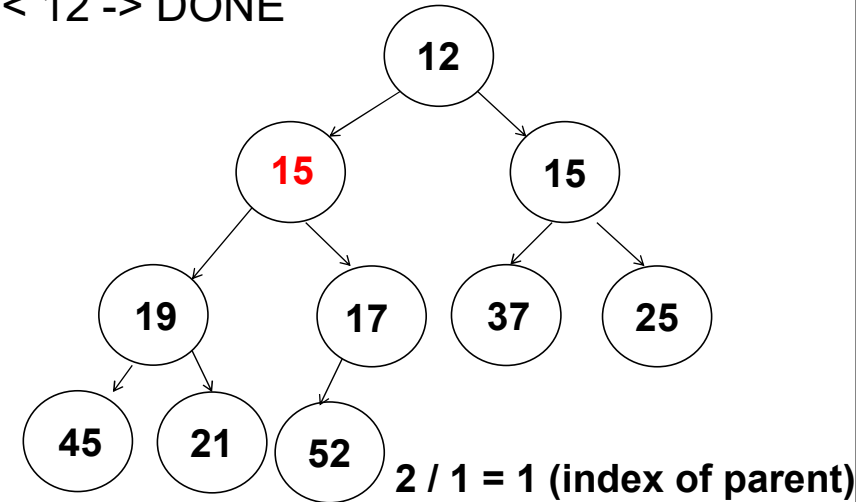 < 12 -> DONE
12
15 15
19 17 37 25
45 21 52
2 / 1 = 1 (index of parent)